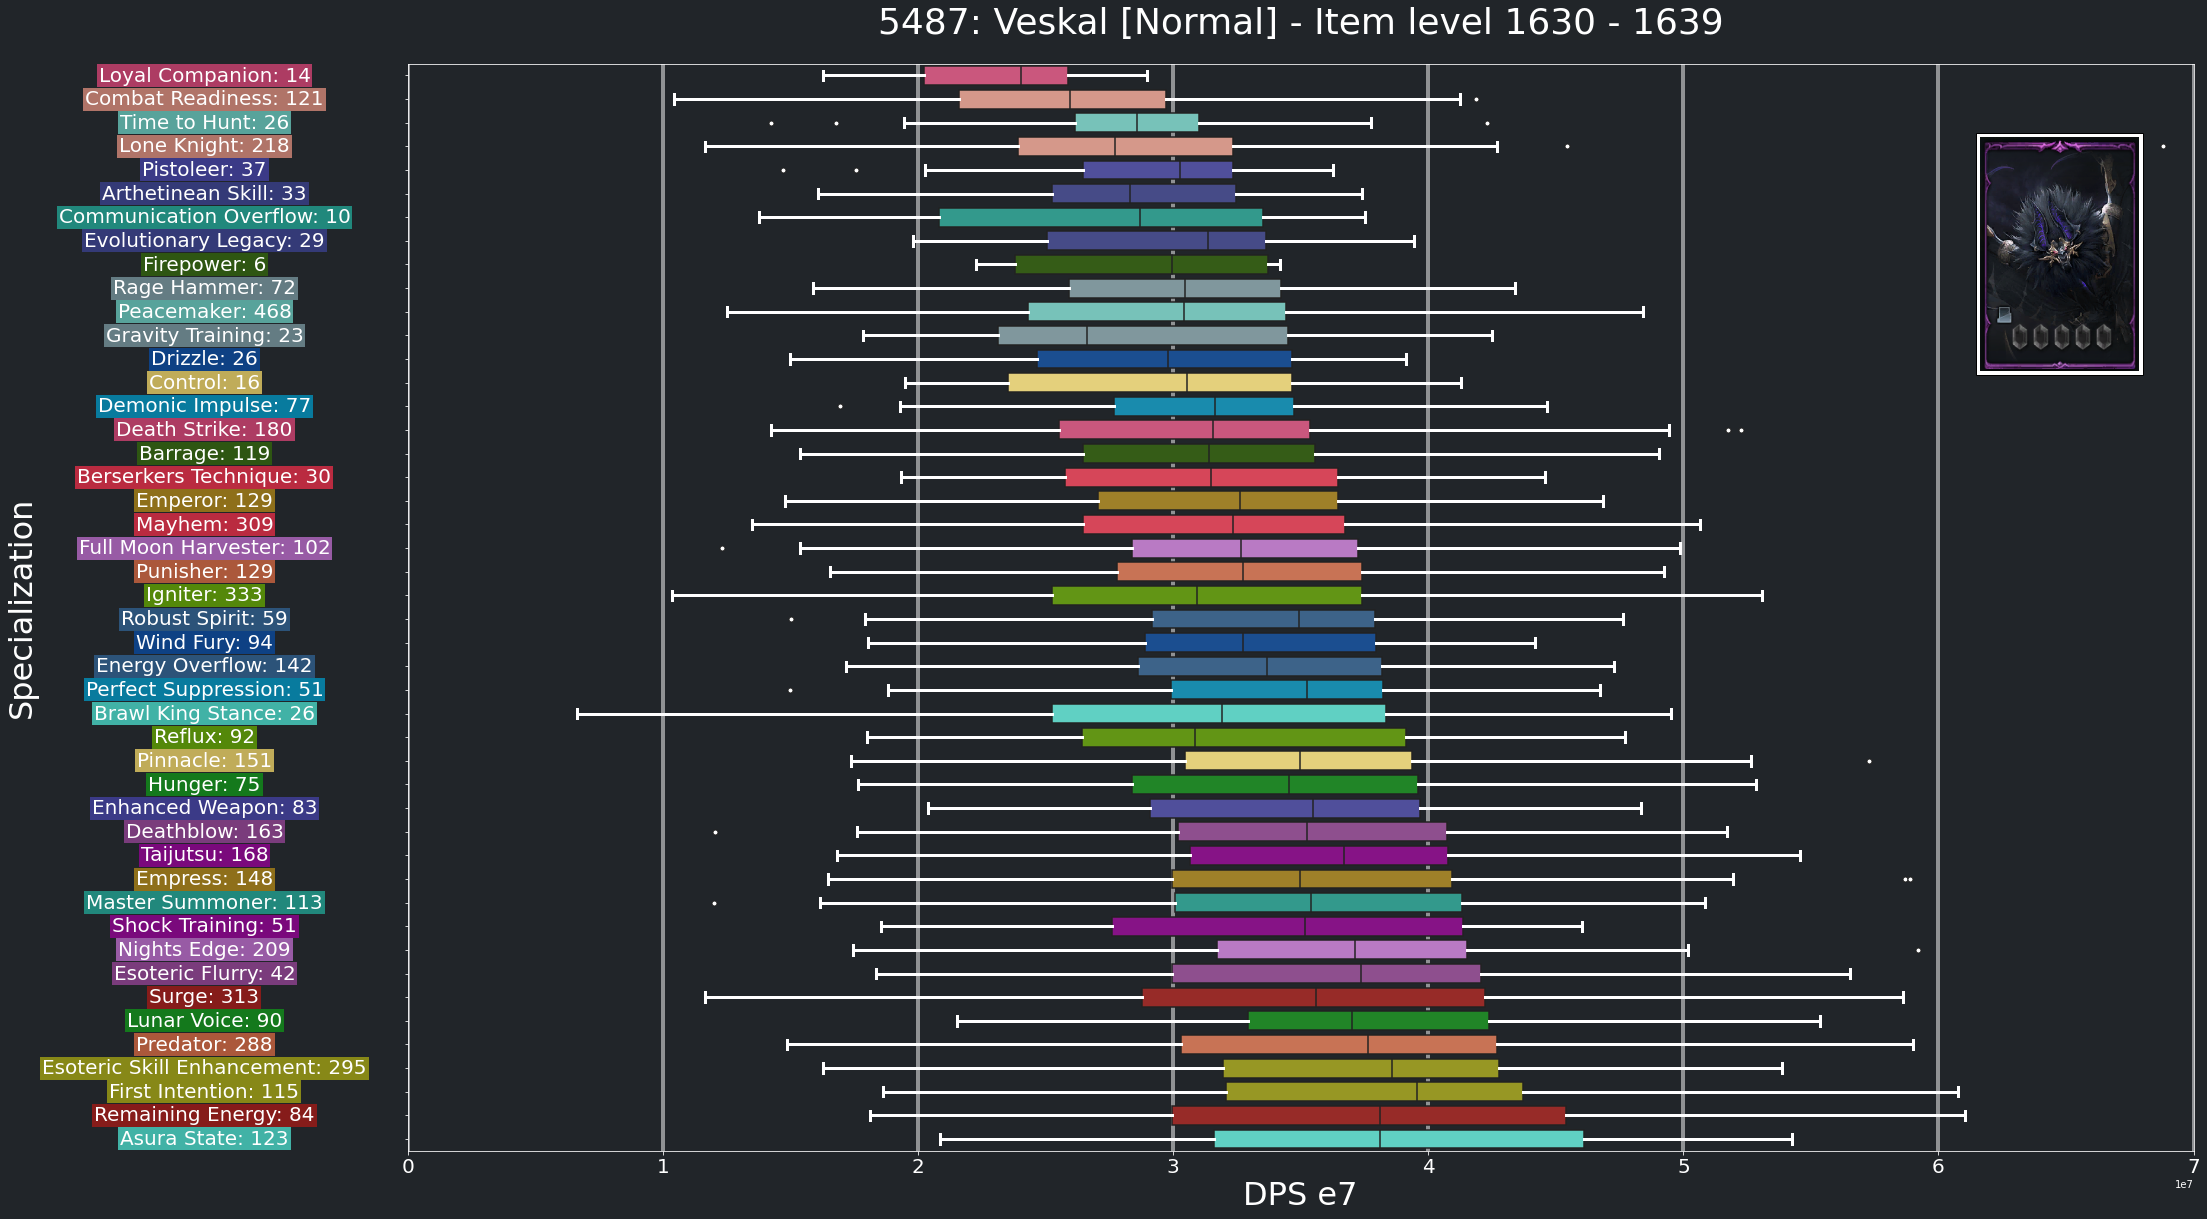 5487: Veskal [Normal] - Item level 1630 - 1639
Specialization
Loyal Companion: 14
Combat Readiness: 121
Time to Hunt: 26
Lone Knight: 218
Pistoleer: 37
Arthetinean Skill: 33
Communication Overflow: 10
Evolutionary Legacy: 29
Firepower: 6
Rage Hammer: 72
Peacemaker: 468
Gravity Training: 23
Drizzle: 26
Control: 16
Demonic Impulse: 77
Death Strike: 180
Barrage: 119
Berserkers Technique: 30
Emperor: 129
Mayhem: 309
Full Moon Harvester: 102
Punisher: 129
Igniter: 333
Robust Spirit: 59
Wind Fury: 94
Energy Overflow: 142
Perfect Suppression: 51
Brawl King Stance: 26
Reflux: 92
Pinnacle: 151
Hunger: 75
Enhanced Weapon: 83
Deathblow: 163
Taijutsu: 168
Empress: 148
Master Summoner: 113
Shock Training: 51
Nights Edge: 209
Esoteric Flurry: 42
Surge: 313
Lunar Voice: 90
Predator: 288
Esoteric Skill Enhancement: 295
First Intention: 115
Remaining Energy: 84
Asura State: 123
0 1 2 3 4 5 6 7
1e7
DPS e7